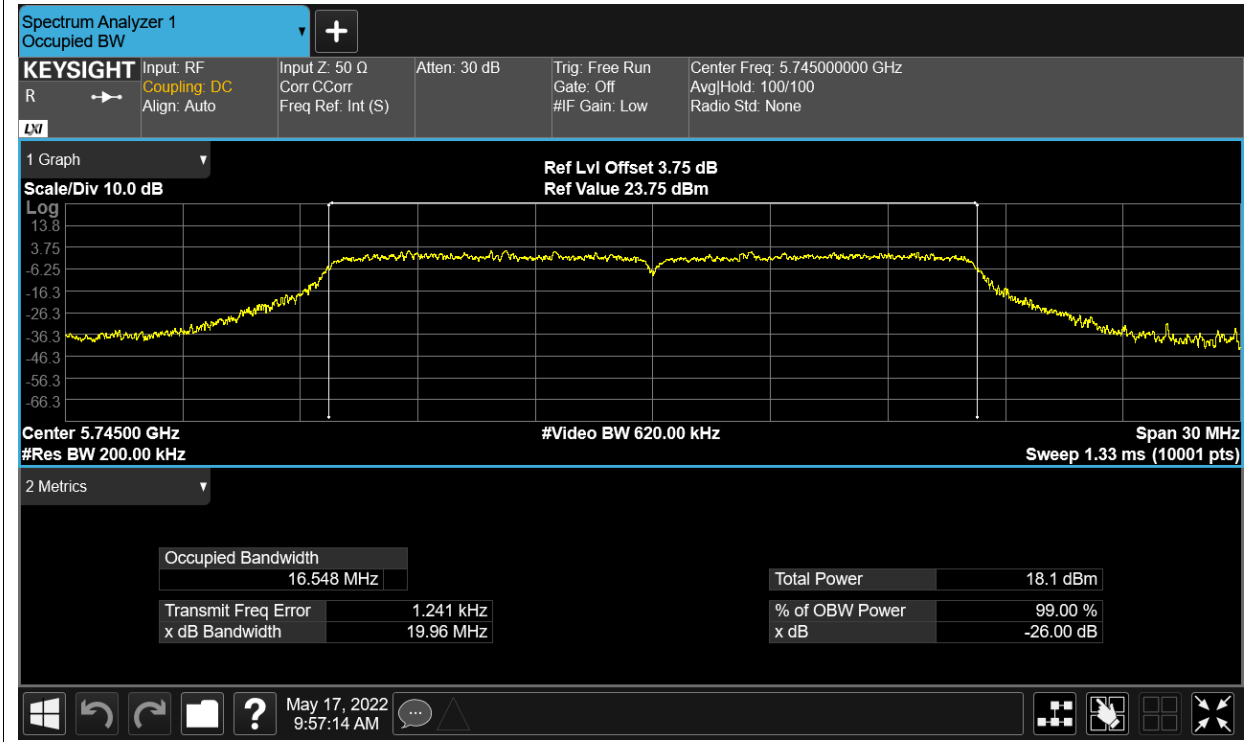 Spectrum Analyzer 1
Occupied BW
KEYSIGHT
R
LXI
Input: RF
Coupling: DC
Align: Auto
Input Z: 50 Ω
Corr CCorr
Freq Ref: Int (S)
Atten: 30 dB
Trig: Free Run
Gate: Off
#IF Gain: Low
Center Freq: 5.745000000 GHz
Avg|Hold: 100/100
Radio Std: None
1 Graph
Scale/Div 10.0 dB
Ref Lvl Offset 3.75 dB
Ref Value 23.75 dBm
Log
13.8
3.75
-6.25
-16.3
-26.3
-36.3
-46.3
-56.3
-66.3
Center 5.74500 GHz
#Video BW 620.00 kHz
Span 30 MHz
#Res BW 200.00 kHz
Sweep 1.33 ms (10001 pts)
2 Metrics
Occupied Bandwidth
16.548 MHz
Total Power 18.1 dBm
Transmit Freq Error 1.241 kHz
% of OBW Power 99.00 %
x dB Bandwidth 19.96 MHz
x dB -26.00 dB
?
May 17, 2022
9:57:14 AM